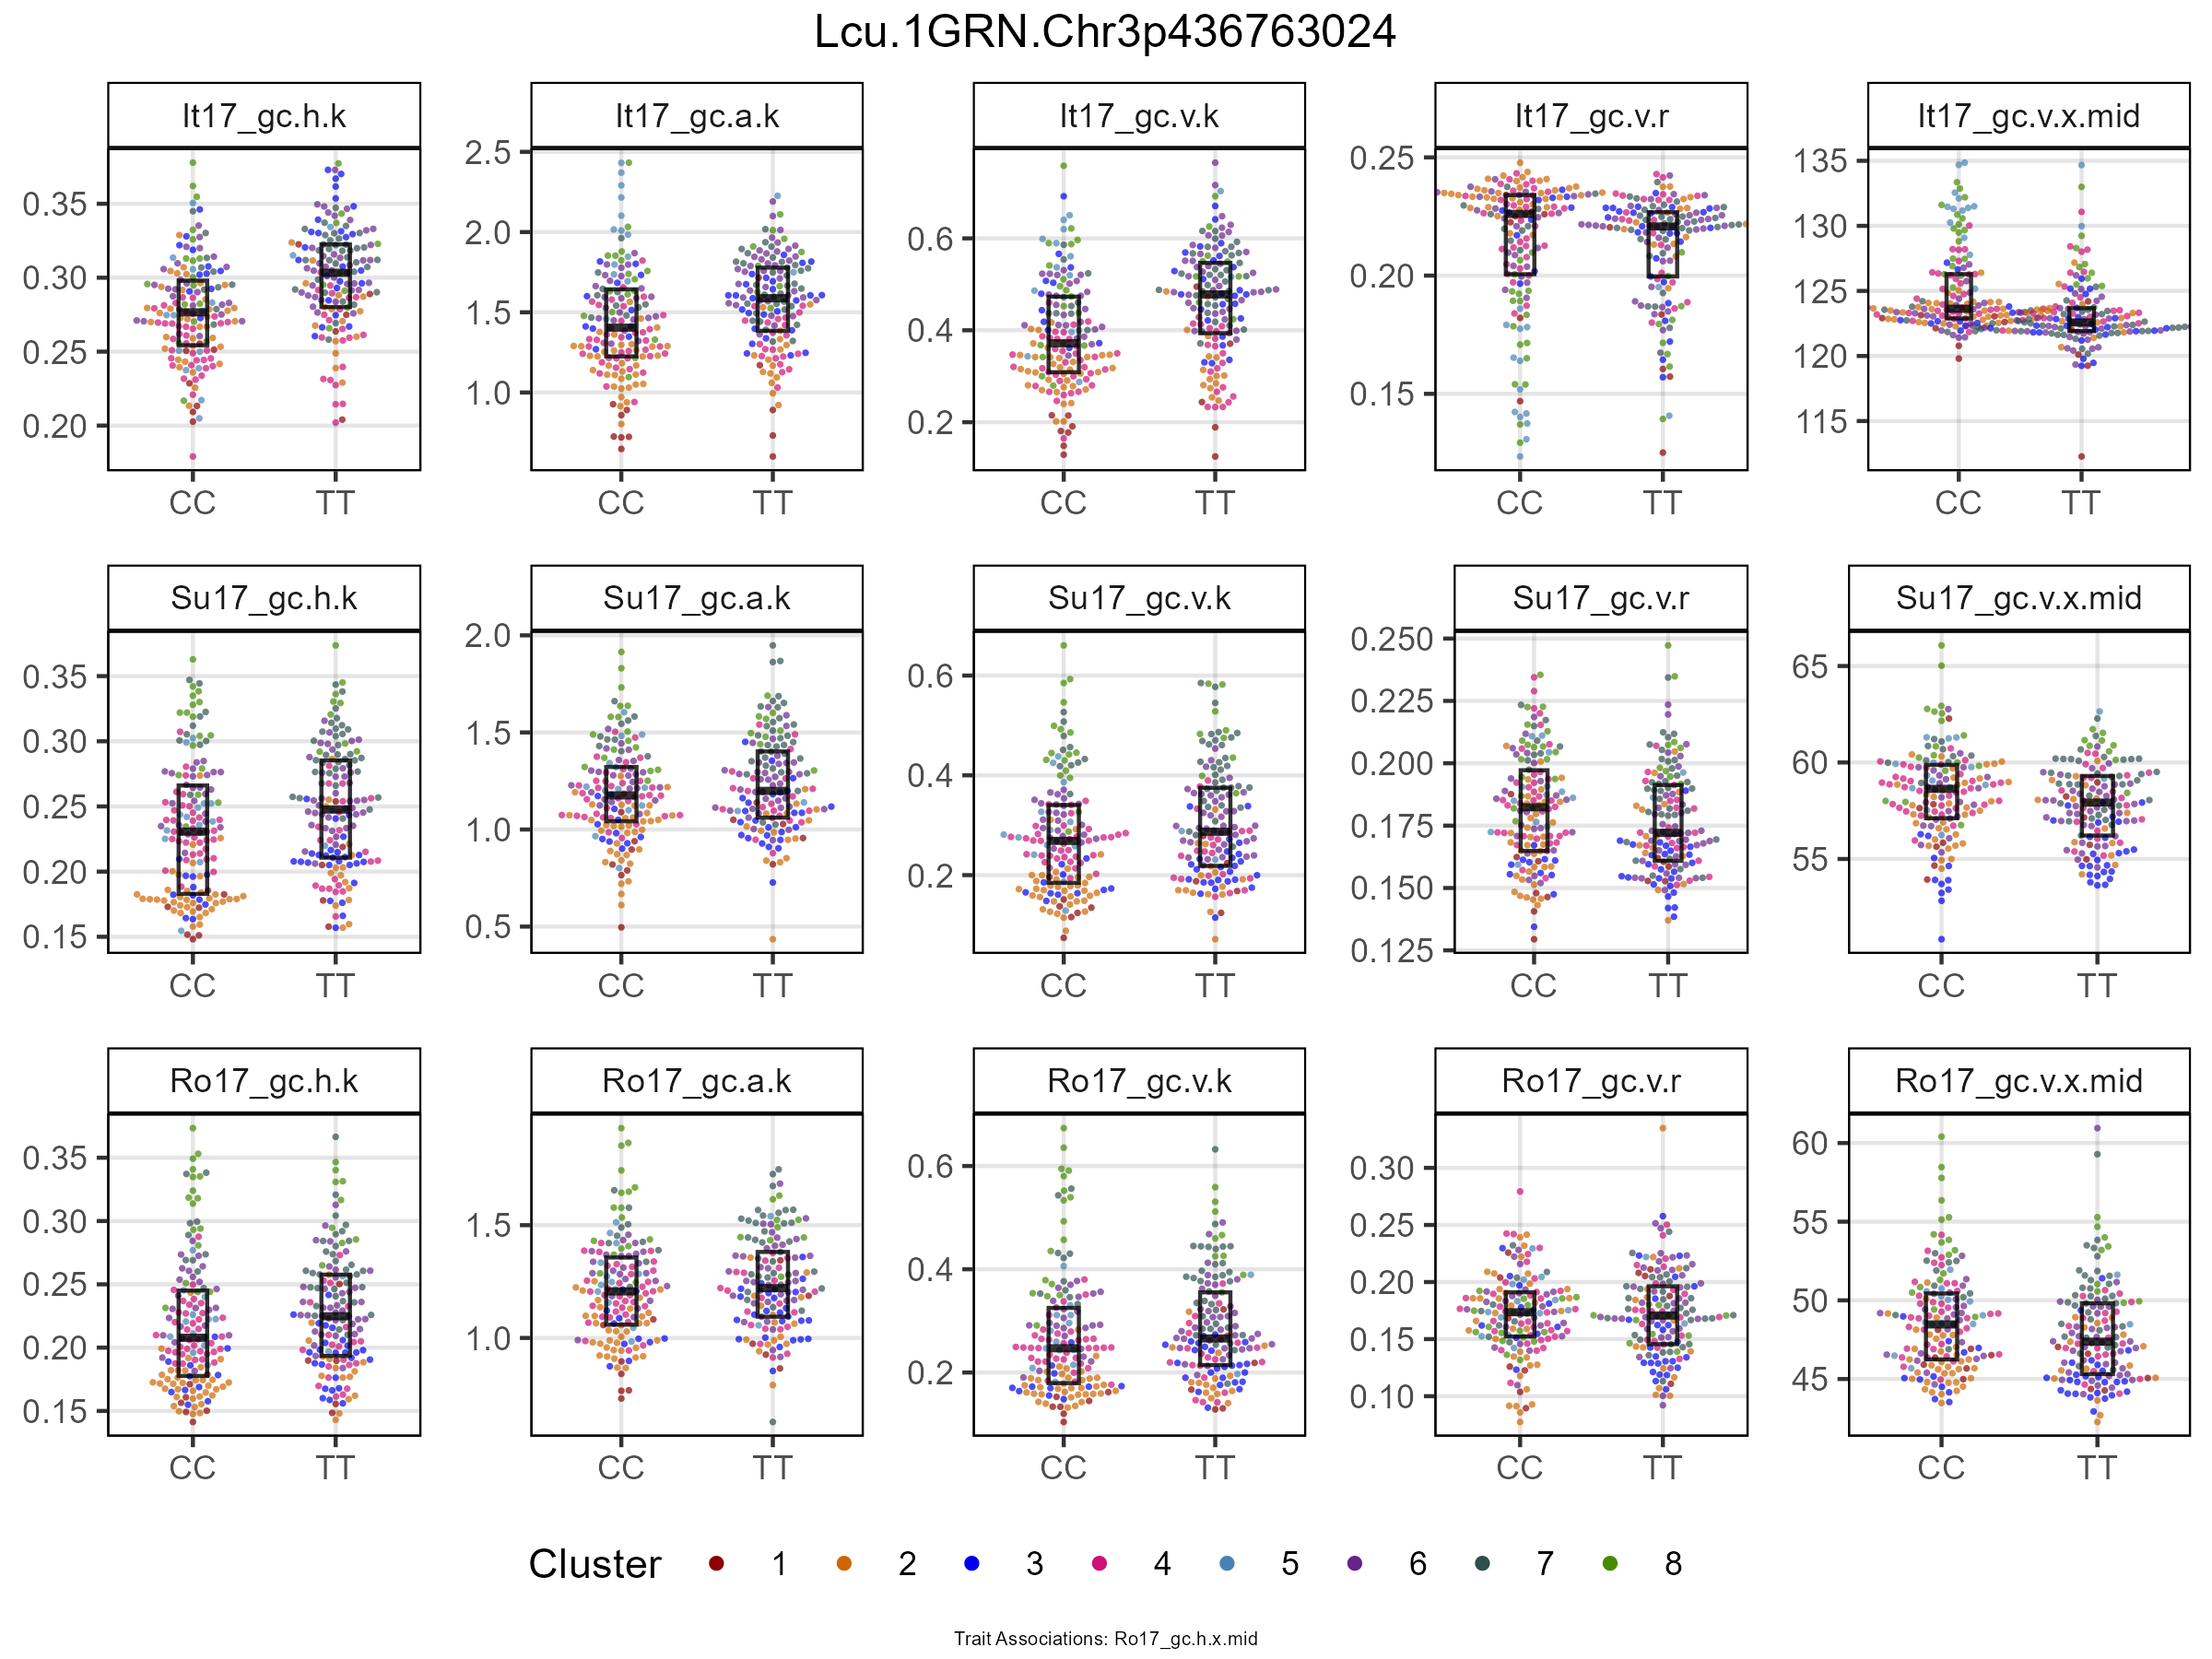 Lcu.1GRN.Chr3p436763024
It17_gc.h.k It17_gc.a.k It17_gc.v.k It17_gc.v.r It17_gc.v.x.mid
0.35 0.30 0.25 0.20
2.5 2.0 1.5 1.0
0.6 0.4 0.2
0.25 0.20 0.15
135 130 125 120 115
CC TT CC TT CC TT CC TT CC TT
Su17_gc.h.k Su17_gc.a.k Su17_gc.v.k Su17_gc.v.r Su17_gc.v.x.mid
0.35 0.30 0.25 0.20 0.15
2.0 1.5 1.0 0.5
0.6 0.4 0.2
0.250 0.225 0.200 0.175 0.150 0.125
65 60 55
CC TT CC TT CC TT CC TT CC TT
Ro17_gc.h.k Ro17_gc.a.k Ro17_gc.v.k Ro17_gc.v.r Ro17_gc.v.x.mid
0.35 0.30 0.25 0.20 0.15
1.5 1.0
0.6 0.4 0.2
0.30 0.25 0.20 0.15 0.10
60 55 50 45
CC TT CC TT CC TT CC TT CC TT
Cluster 1 2 3 4 5 6 7 8
Trait Associations: Ro17_gc.h.x.mid